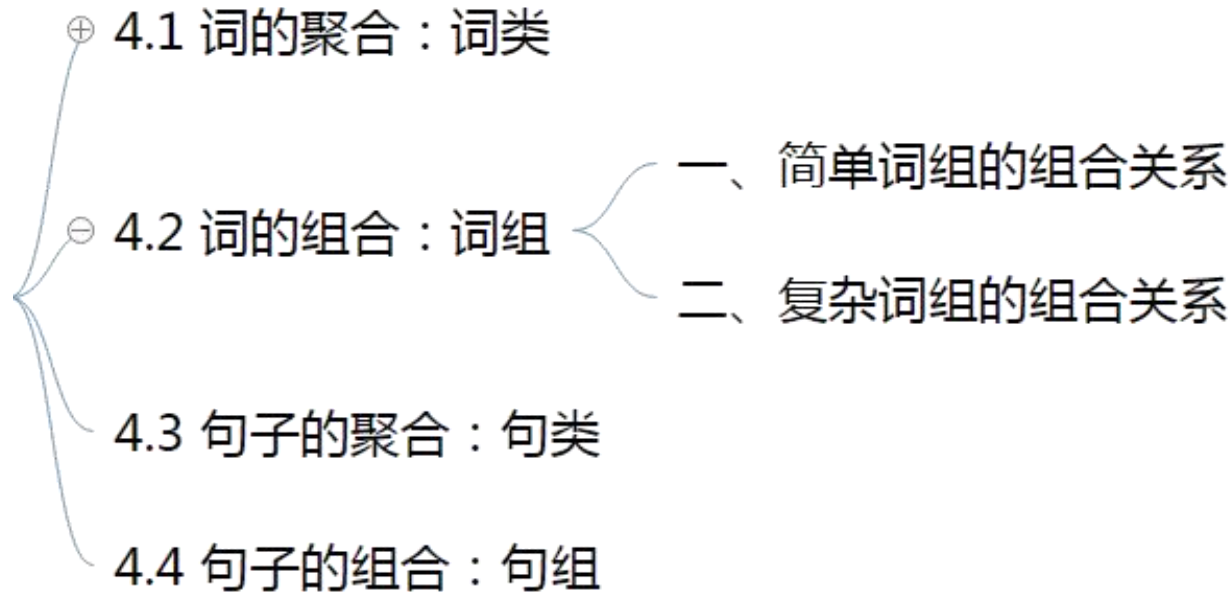 4.1 词的聚合：词类
4.2 词的组合：词组
一、简单词组的组合关系
二、复杂词组的组合关系
4.3 句子的聚合：句类
4.4 句子的组合：句组